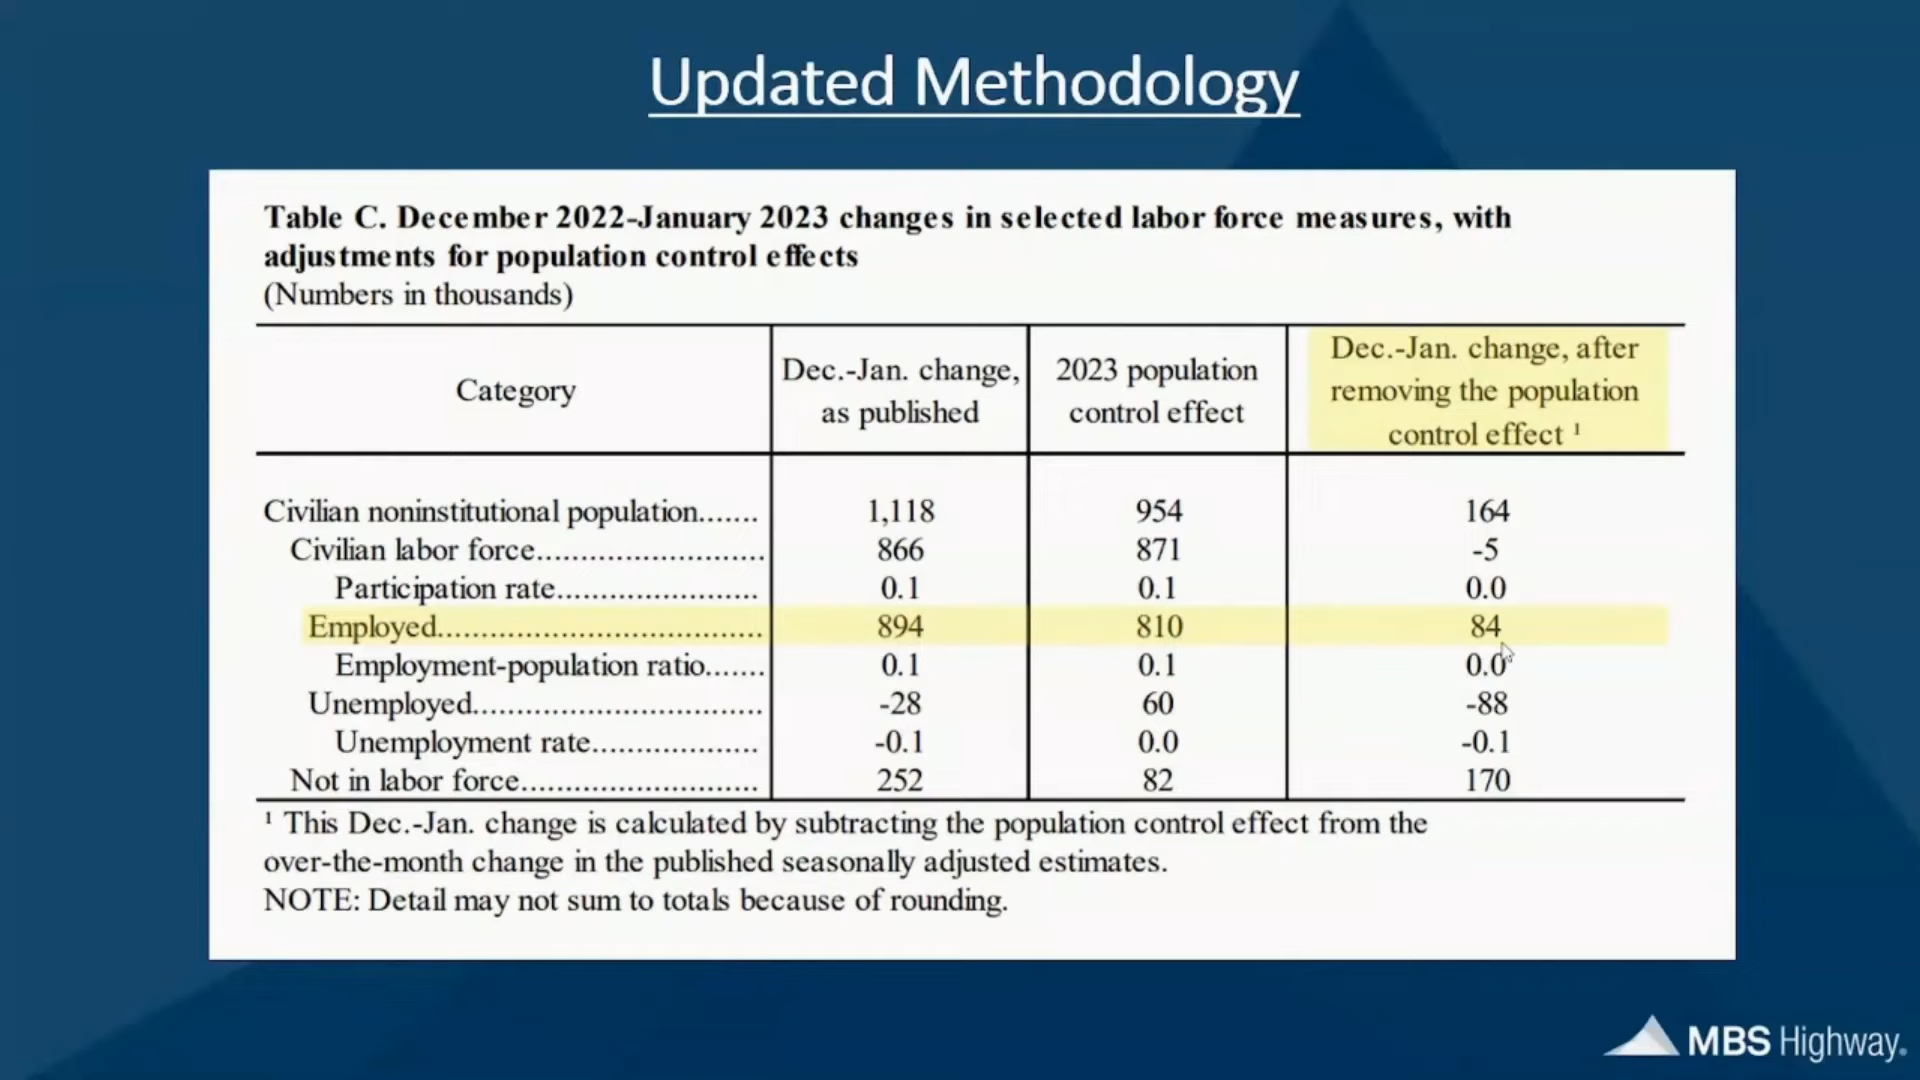 Updated Methodology
Table C. December 2022-January 2023 changes in selected labor force measures, with
adjustments for population control effects
(Numbers in thousands)
Category
Dec.-Jan. change,
as published
2023 population
control effect
Dec.-Jan. change, after
removing the population
control effect ¹
Civilian noninstitutional population....... 1,118 954 164
Civilian labor force......................... 866 871 -5
Participation rate...................... 0.1 0.1 0.0
Employed.................................... 894 810 84
Employment-population ratio....... 0.1 0.1 0.0
Unemployed................................ -28 60 -88
Unemployment rate.................. -0.1 0.0 -0.1
Not in labor force.......................... 252 82 170
¹ This Dec.-Jan. change is calculated by subtracting the population control effect from the
over-the-month change in the published seasonally adjusted estimates.
NOTE: Detail may not sum to totals because of rounding.
MBS Highway®